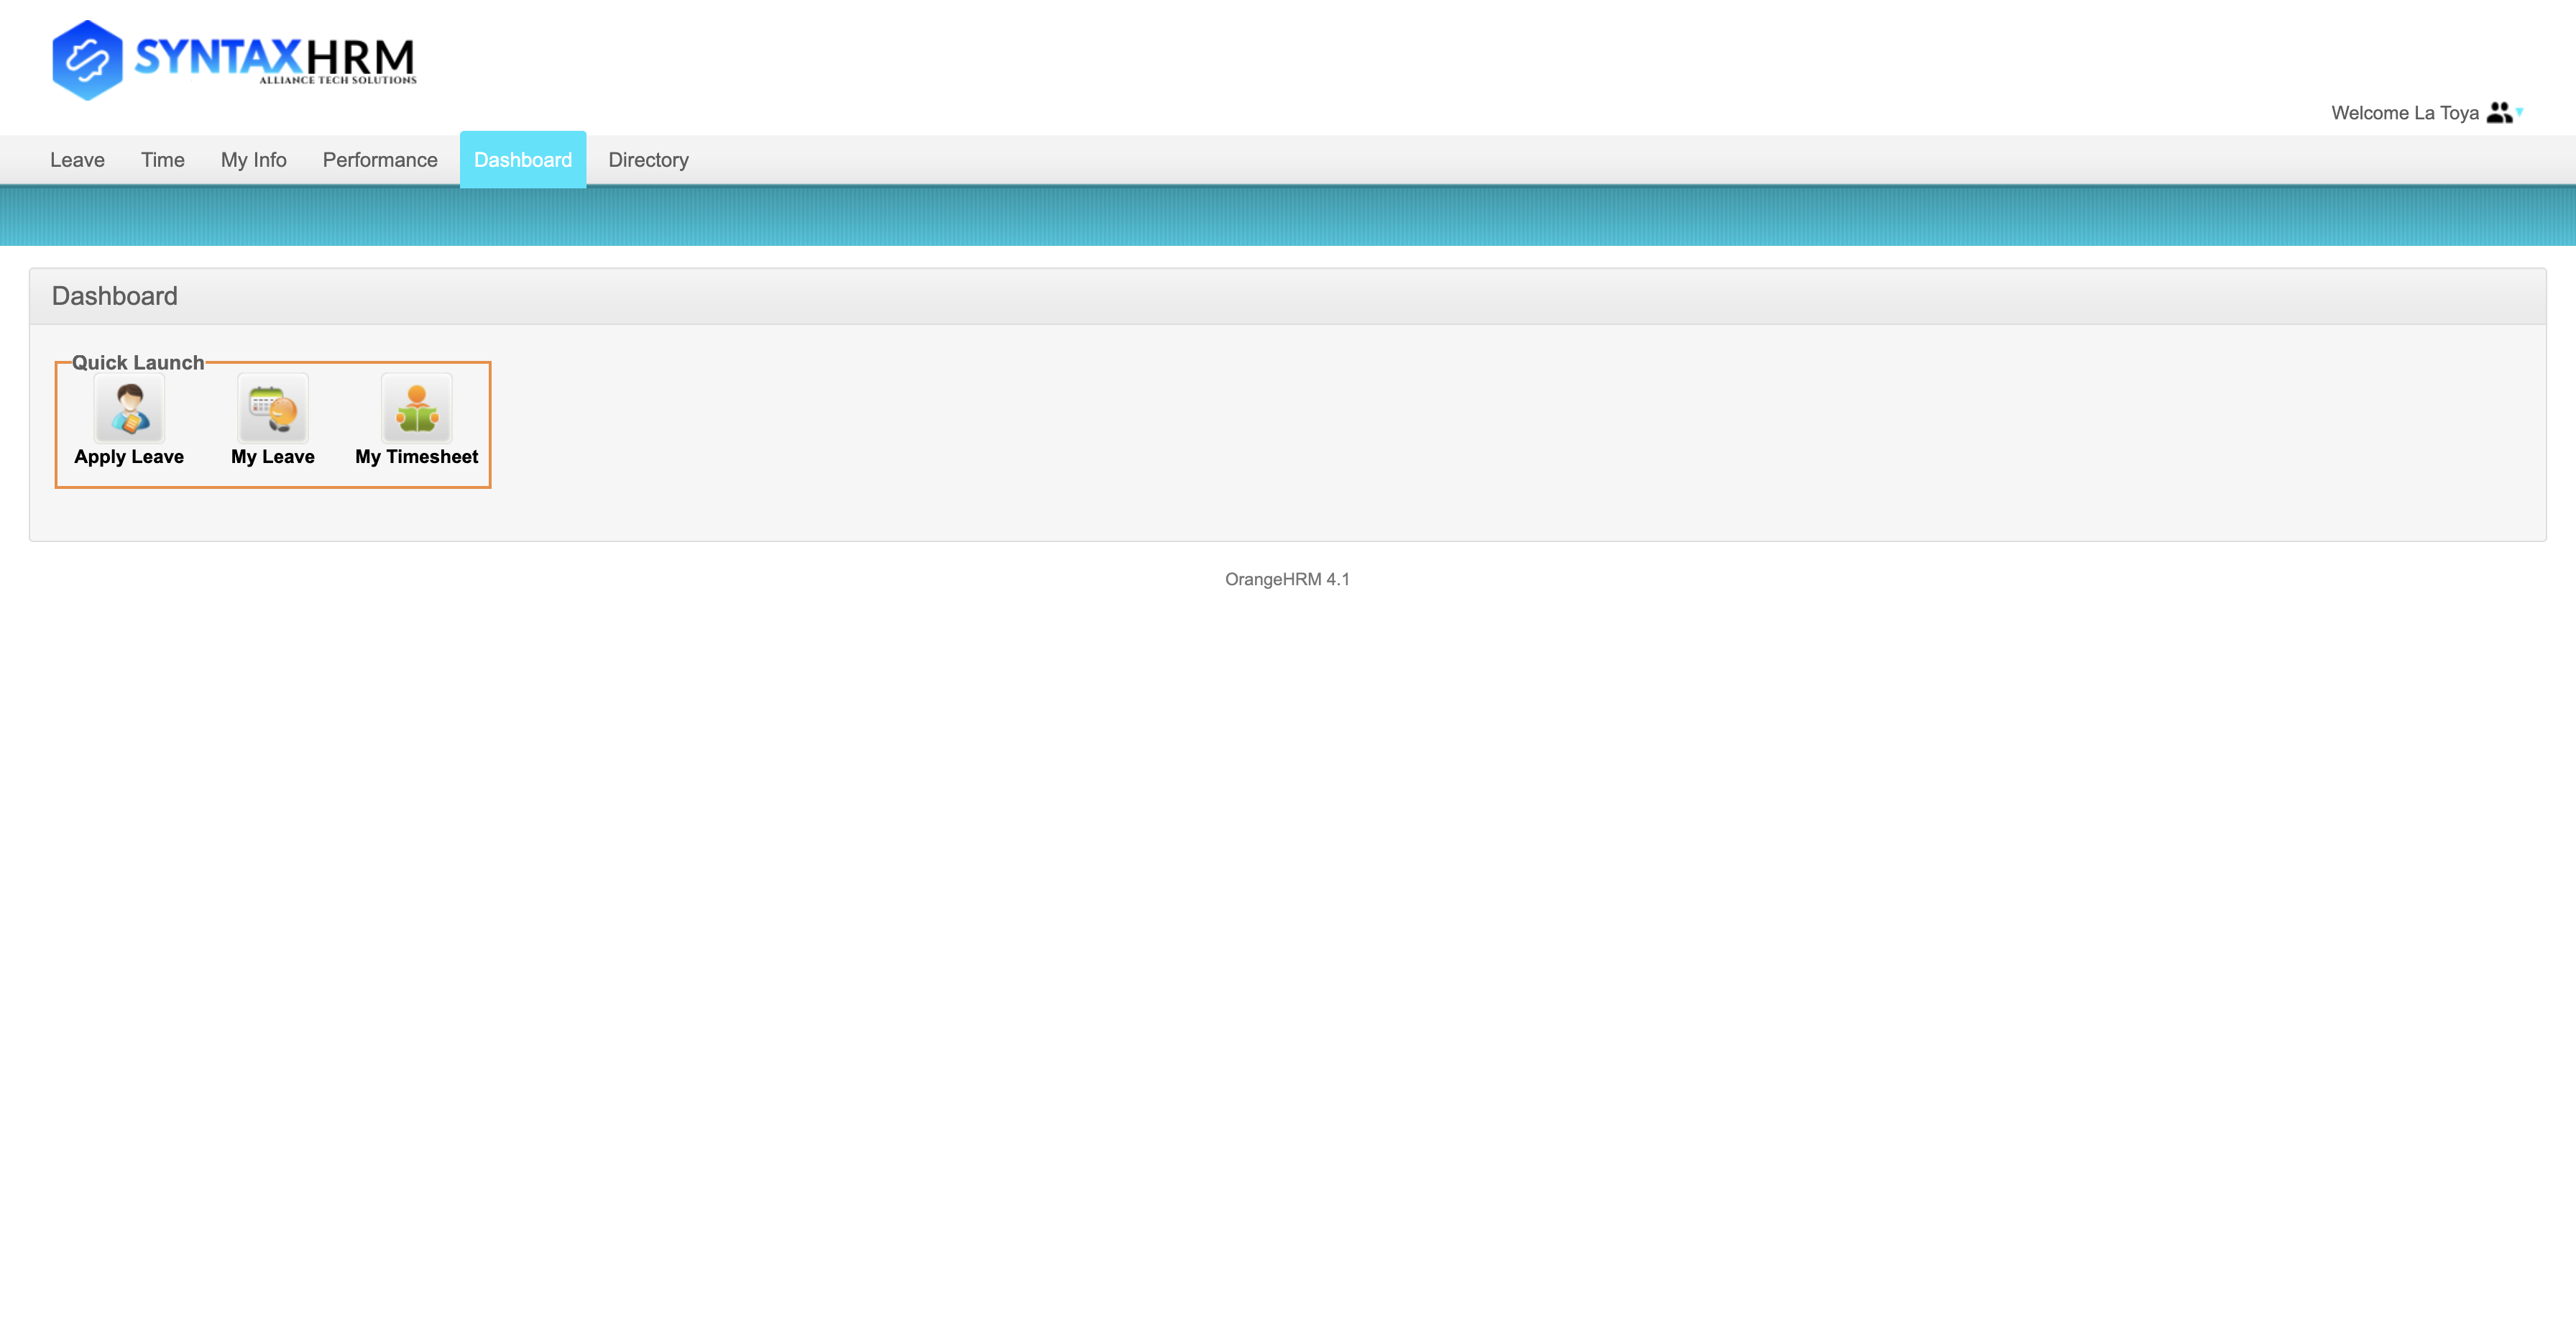 SYNTAXHRM
ALLIANCE TECH SOLUTIONS
Welcome La Toya
Leave Time My Info Performance Dashboard Directory
Dashboard
Quick Launch
Apply Leave My Leave My Timesheet
OrangeHRM 4.1